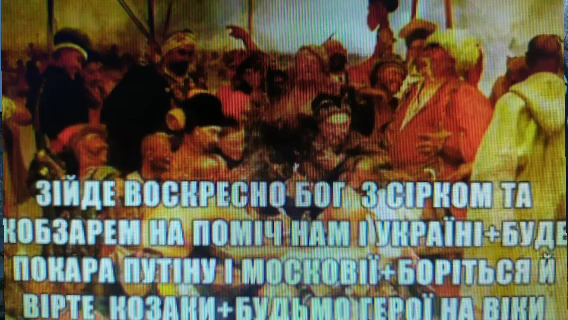 ЗІЙДЕ ВОСКРЕСНО БОГ З СІРКОМ ТА
КОБЗАРЕМ НА ПОМІЧ НАМ І УКРАЇНІ+БУДЕ
ПОКАРА ПУТІНУ І МОСКОВІЇ+БОРІТЬСЯ Й
ВІРТЕ КОЗАКИ+БУДЬМО ГЕРОЇ НА ВІКИ